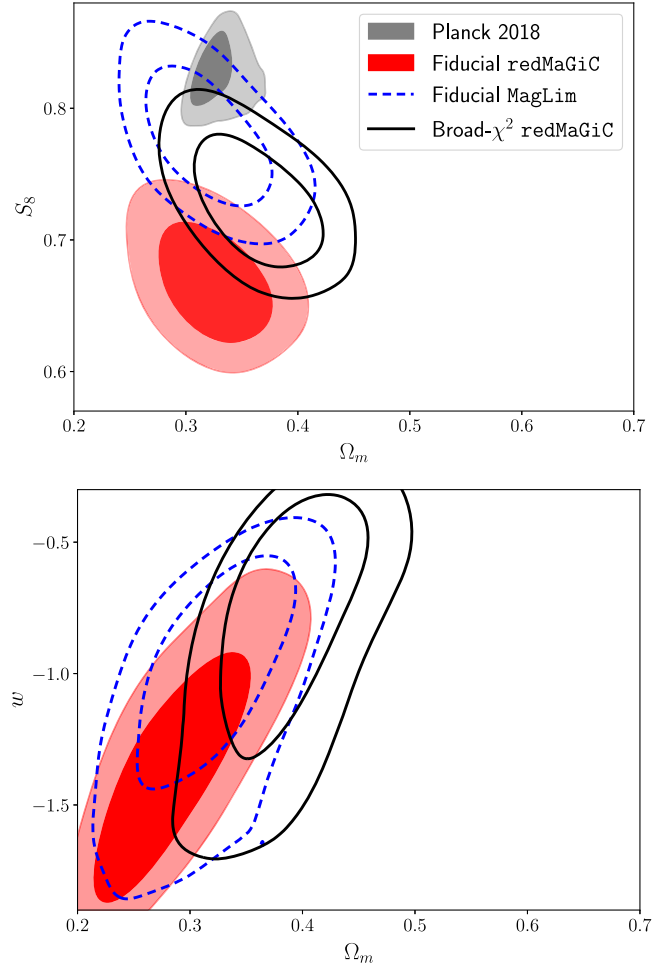 Planck 2018
Fiducial redMaGiC
Fiducial MagLim
Broad-χ² redMaGiC
0.8
0.7
0.6
S₈
0.2 0.3 0.4 0.5 0.6 0.7
Ωₘ
−0.5
−1.0
−1.5
w
0.2 0.3 0.4 0.5 0.6 0.7
Ωₘ